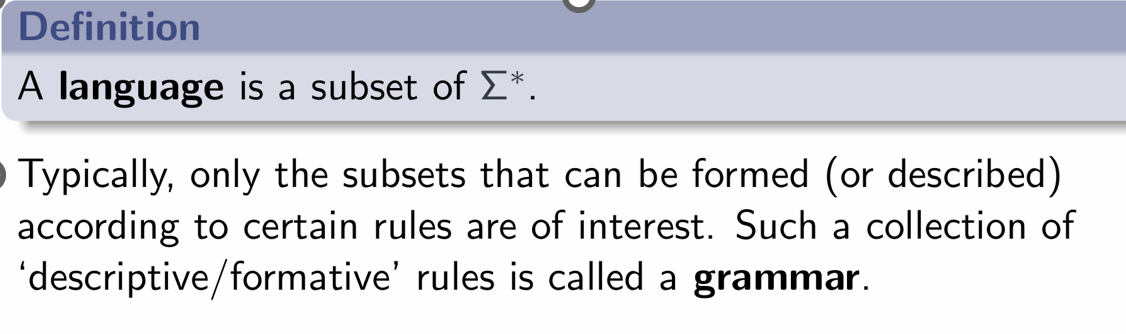 Definition
A language is a subset of Σ*.
Typically, only the subsets that can be formed (or described)
according to certain rules are of interest. Such a collection of
‘descriptive/formative’ rules is called a grammar.